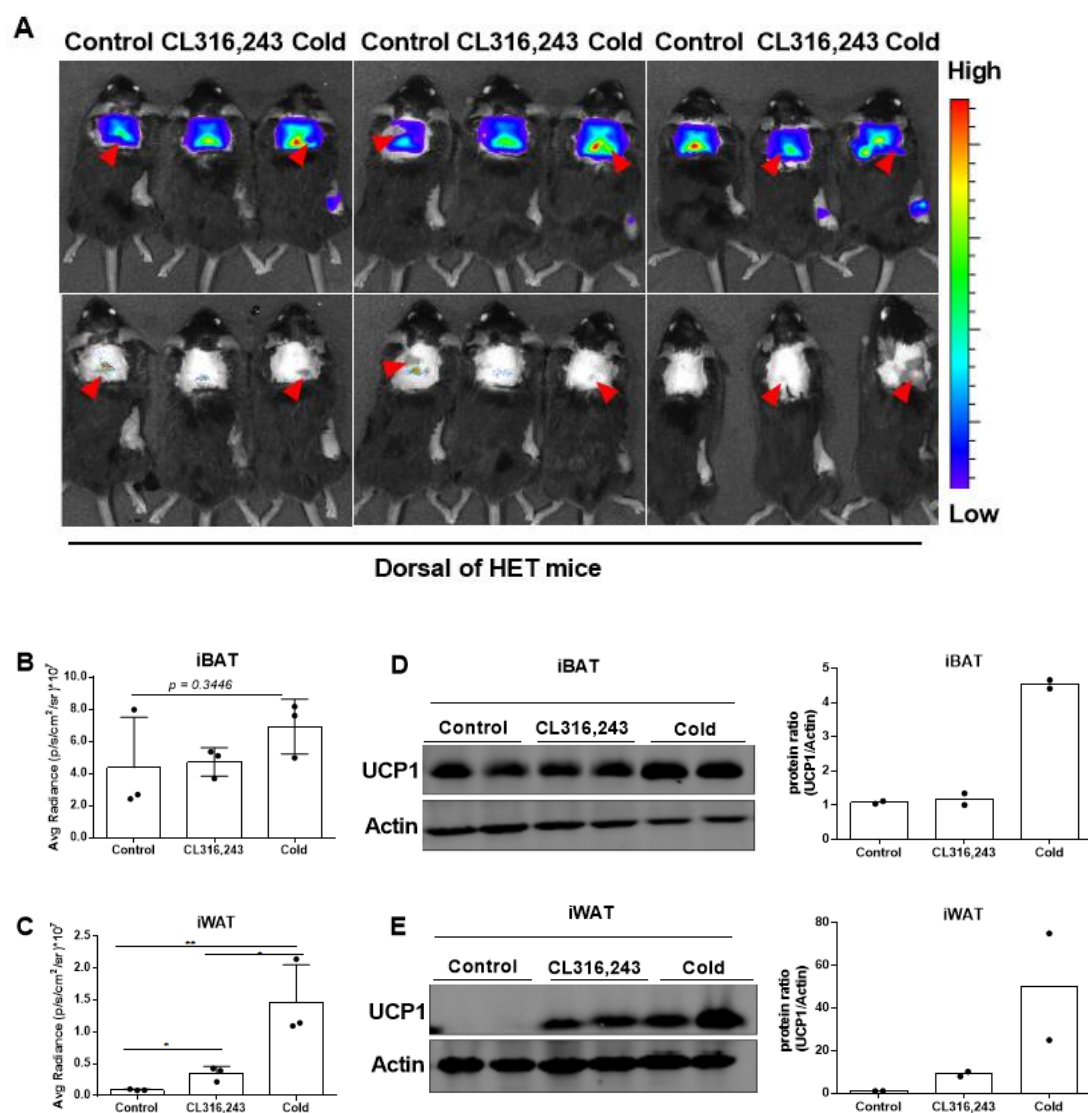 A
Control CL316,243 Cold Control CL316,243 Cold Control CL316,243 Cold
High
Low
Dorsal of HET mice
B
iBAT
Avg Radiance (p/s/cm²/sr)*10⁷
p = 0.3446
10.0
8.0
6.0
4.0
2.0
0.0
Control CL316,243 Cold
D
iBAT
Control CL316,243 Cold
UCP1
Actin
iBAT
protein ratio
(UCP1/Actin)
5
4
3
2
1
0
Control CL316,243 Cold
C
iWAT
Avg Radiance (p/s/cm²/sr)*10⁷
2.5
2.0
1.5
1.0
0.5
0.0
**
*
*
Control CL316,243 Cold
E
iWAT
Control CL316,243 Cold
UCP1
Actin
iWAT
protein ratio
(UCP1/Actin)
80
60
40
20
0
Control CL316,243 Cold